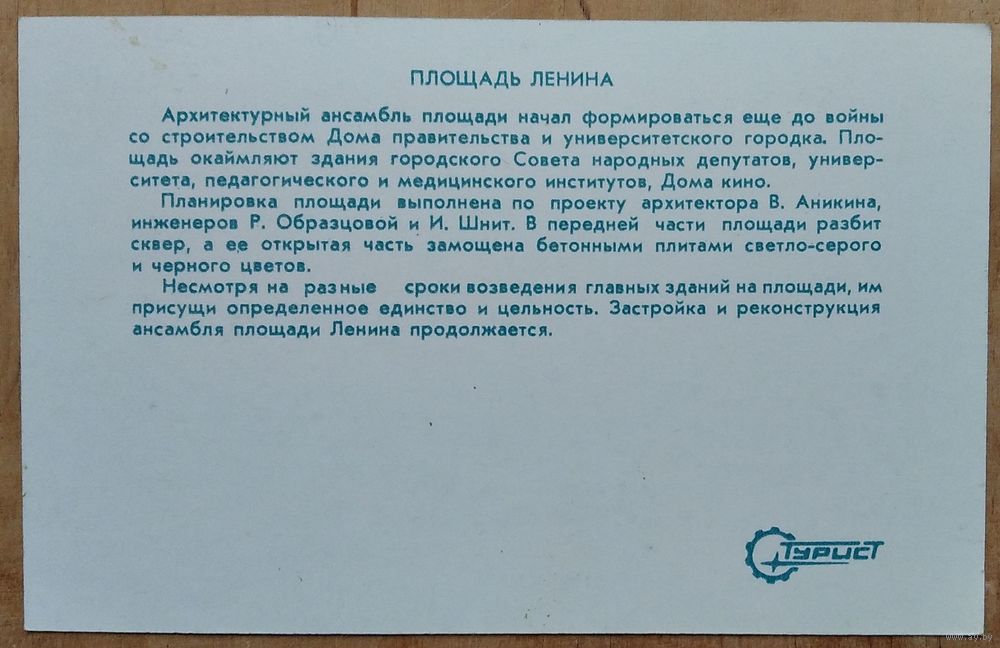 ПЛОЩАДЬ ЛЕНИНА
Архитектурный ансамбль площади начал формироваться еще до войны
со строительством Дома правительства и университетского городка. Пло-
щадь окаймляют здания городского Совета народных депутатов, универ-
ситета, педагогического и медицинского институтов, Дома кино.
Планировка площади выполнена по проекту архитектора В. Аникина,
инженеров Р. Образцовой и И. Шнит. В передней части площади разбит
сквер, а ее открытая часть замощена бетонными плитами светло-серого
и черного цветов.
Несмотря на разные сроки возведения главных зданий на площади, им
присущи определенное единство и цельность. Застройка и реконструкция
ансамбля площади Ленина продолжается.
ТУРИСТ
www.ay.by